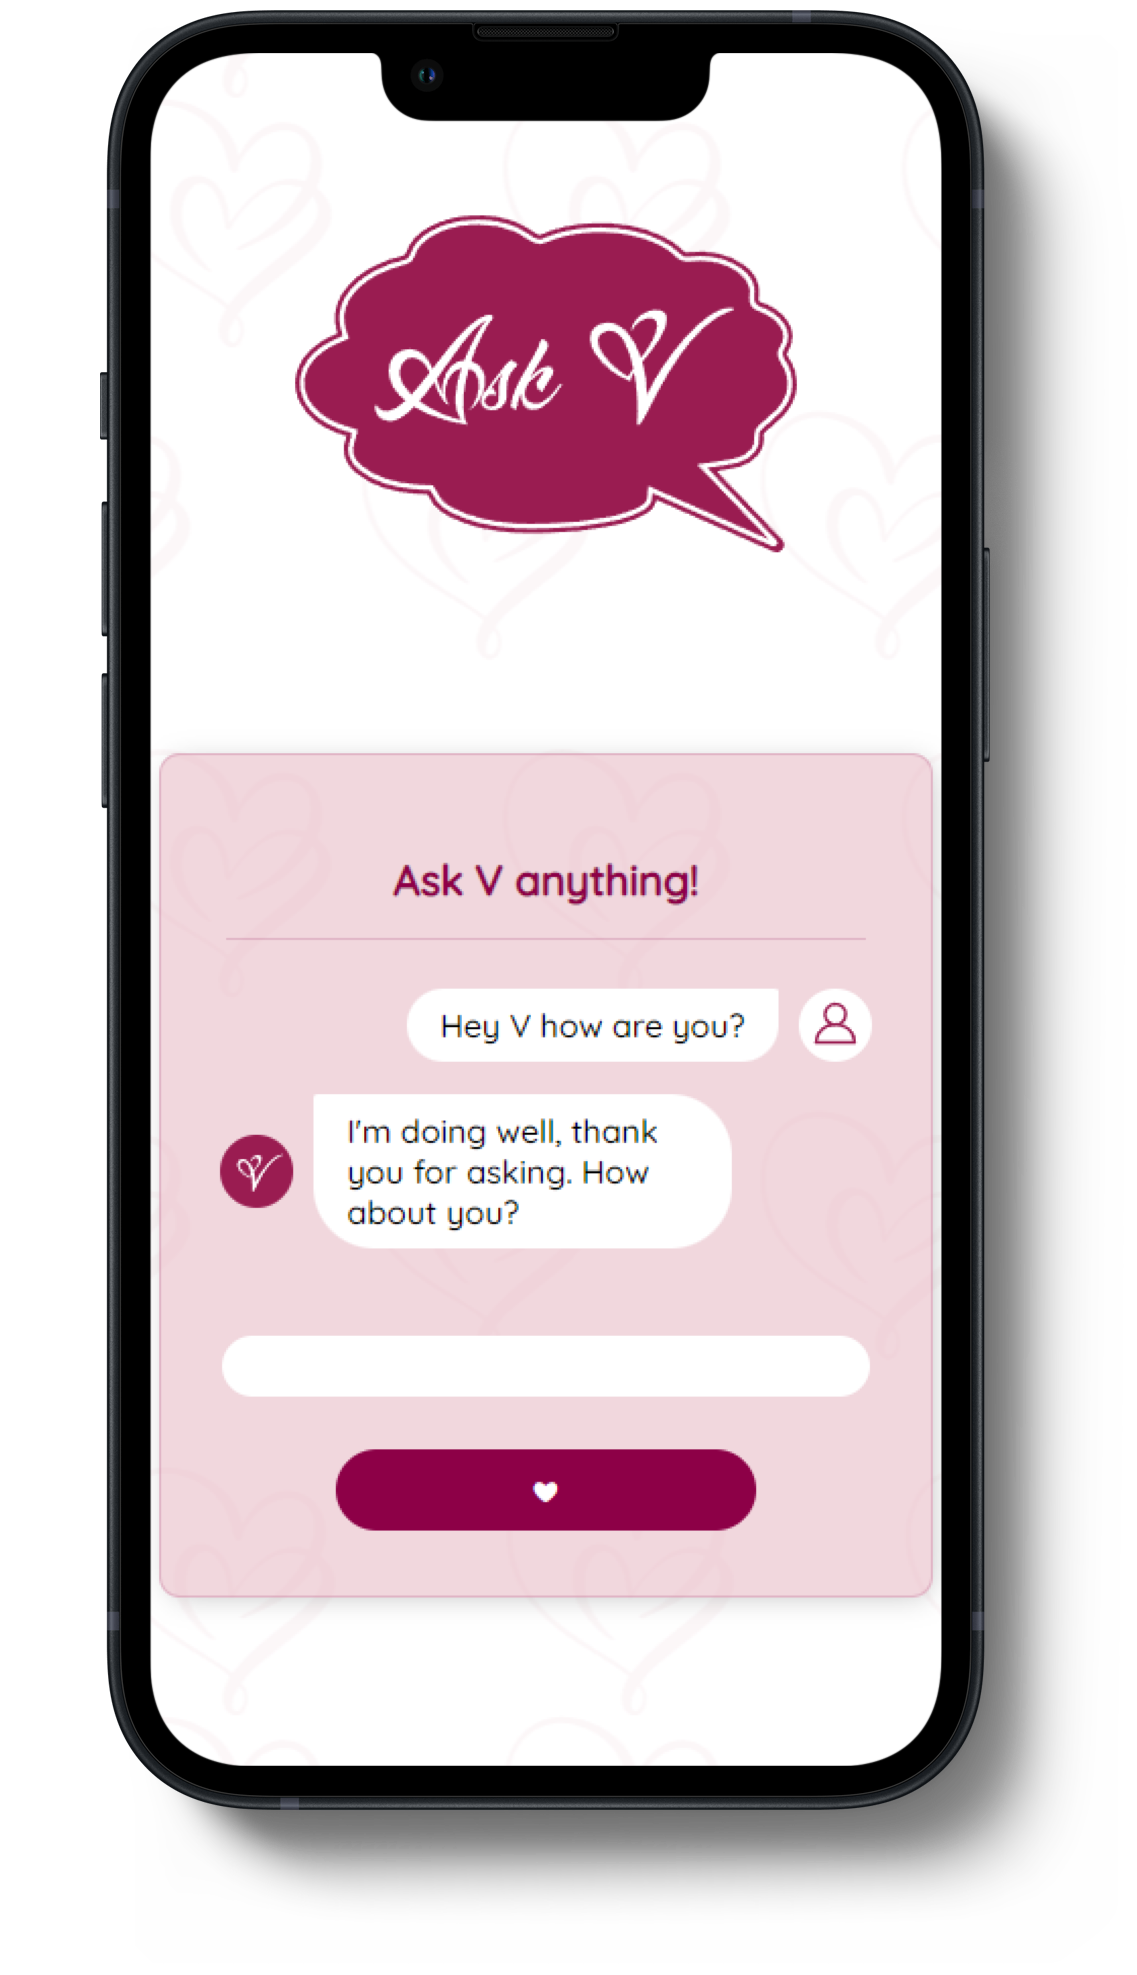 Ask V
Ask V anything!
Hey V how are you?
I'm doing well, thank
you for asking. How
about you?
V